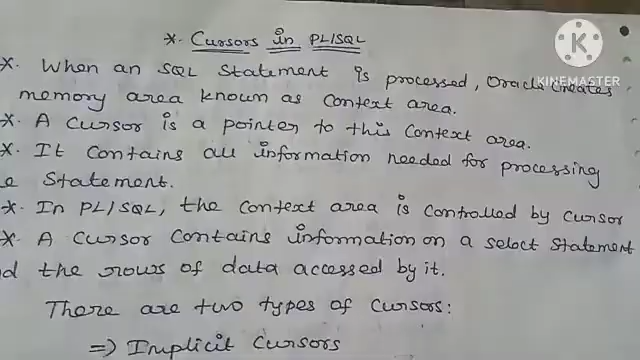 *. Cursors in PL/SQL
*. When an SQL Statement is processed, Oracle creates
memory area known as Context area.
*. A Cursor is a pointer to this Context area.
*. It Contains all information needed for processing
e Statement.
*. In PL/SQL, the Context area is Controlled by Cursor
*. A Cursor Contains information on a select Statement
d the rows of data accessed by it.
There are two types of Cursors:
=> Implicit Cursors
K
KINEMASTER